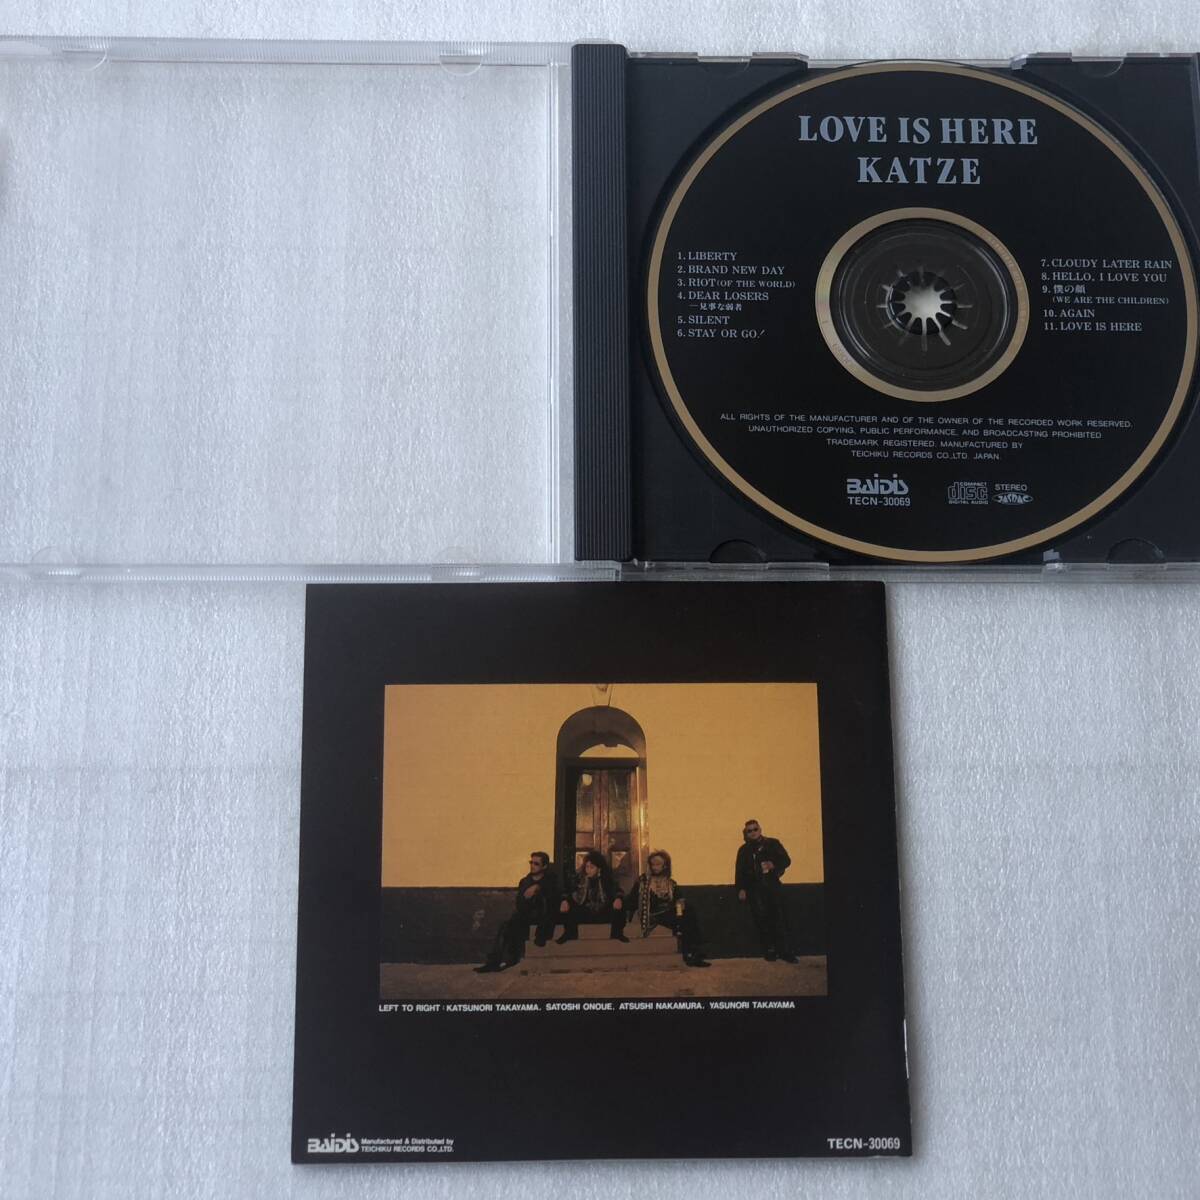 LOVE IS HERE
KATZE
1. LIBERTY
2. BRAND NEW DAY
3. RIOT (OF THE WORLD)
4. DEAR LOSERS
—見事な弱者
5. SILENT
6. STAY OR GO!
7. CLOUDY LATER RAIN
8. HELLO, I LOVE YOU
9. 僕の顔
(WE ARE THE CHILDREN)
10. AGAIN
11. LOVE IS HERE
ALL RIGHTS OF THE MANUFACTURER AND OF THE OWNER OF THE RECORDED WORK RESERVED.
UNAUTHORIZED COPYING, PUBLIC PERFORMANCE, AND BROADCASTING PROHIBITED
TRADEMARK REGISTERED. MANUFACTURED BY
TEICHIKU RECORDS CO.,LTD. JAPAN.
BAIDIS
TECN-30069
COMPACT
disc
DIGITAL AUDIO
STEREO
JASRAC
LEFT TO RIGHT : KATSUNORI TAKAYAMA. SATOSHI ONOUE. ATSUSHI NAKAMURA. YASUNORI TAKAYAMA
BAIDIS
Manufactured & Distributed by
TEICHIKU RECORDS CO.,LTD.
TECN-30069